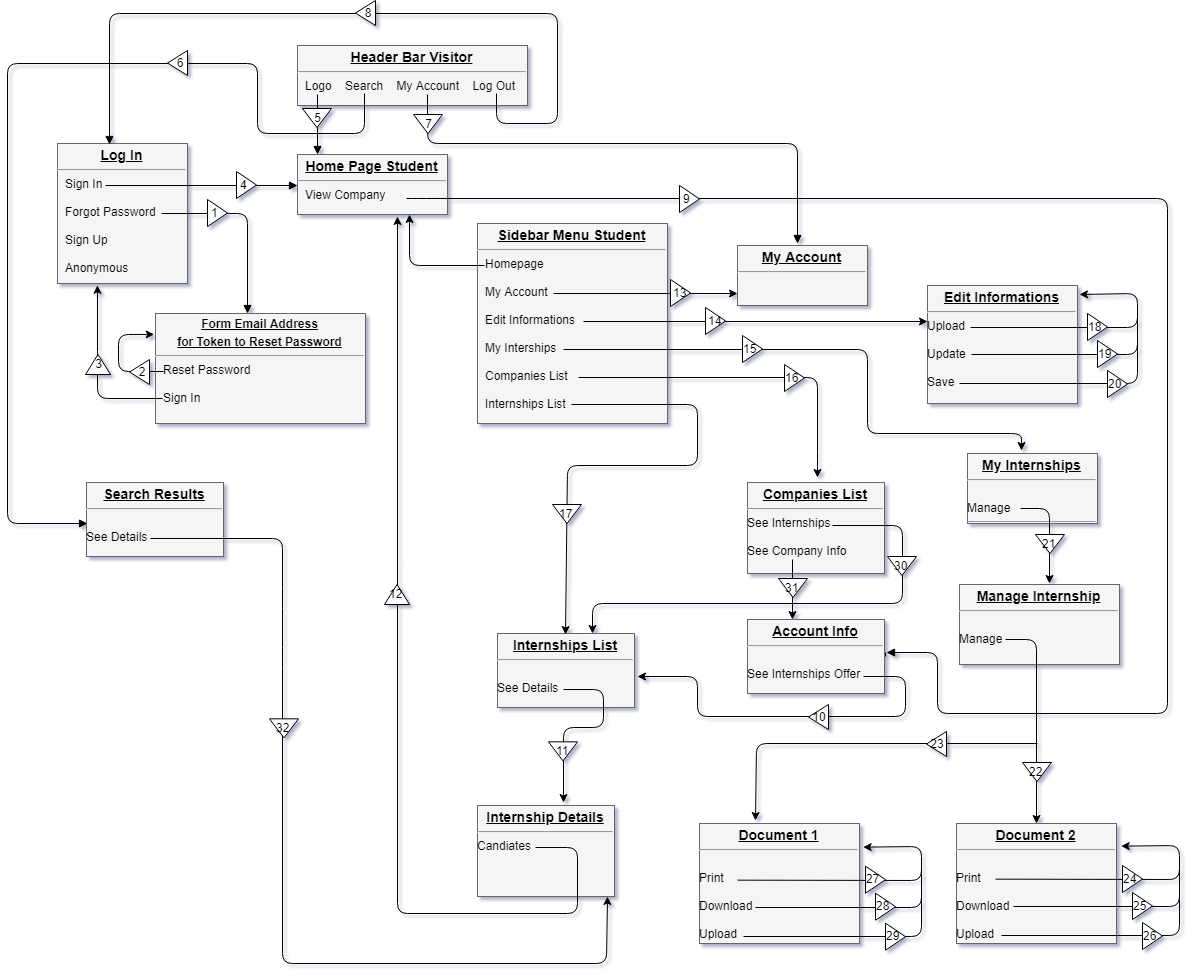 8
6
Header Bar Visitor
Logo Search My Account Log Out
5
7
Log In
Sign In
4
Forgot Password
1
Sign Up
Anonymous
Home Page Student
View Company
9
Sidebar Menu Student
Homepage
My Account
13
Edit Informations
14
My Interships
15
Companies List
16
Internships List
My Account
Edit Informations
Upload
18
Update
19
Save
20
Form Email Address
for Token to Reset Password
3
2
Reset Password
Sign In
My Internships
Manage
21
Search Results
See Details
Companies List
See Internships
See Company Info
17
30
31
12
Manage Internship
Manage
Internships List
See Details
Account Info
See Internships Offer
10
32
11
23
22
Internship Details
Candiates
Document 1
Print
27
Download
28
Upload
29
Document 2
Print
24
Download
25
Upload
26